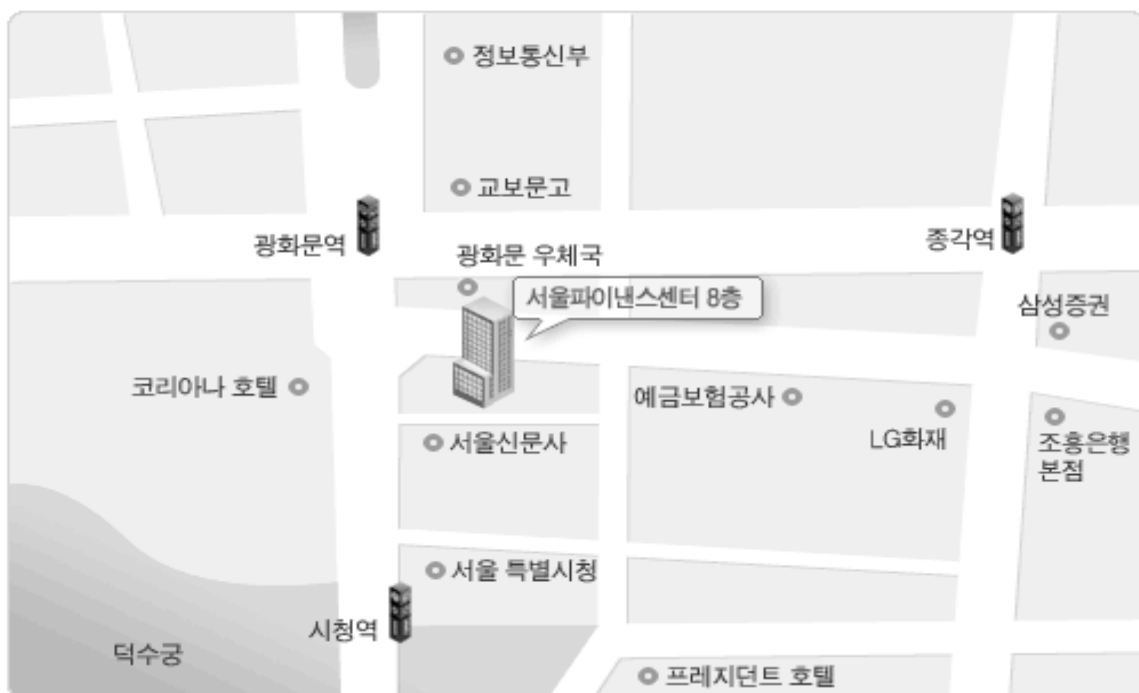 정보통신부
교보문고
광화문역
종각역
광화문 우체국
서울파이낸스센터 8층
삼성증권
코리아나 호텔
예금보험공사
LG화재
조흥은행
본점
서울신문사
서울 특별시청
시청역
덕수궁
프레지던트 호텔